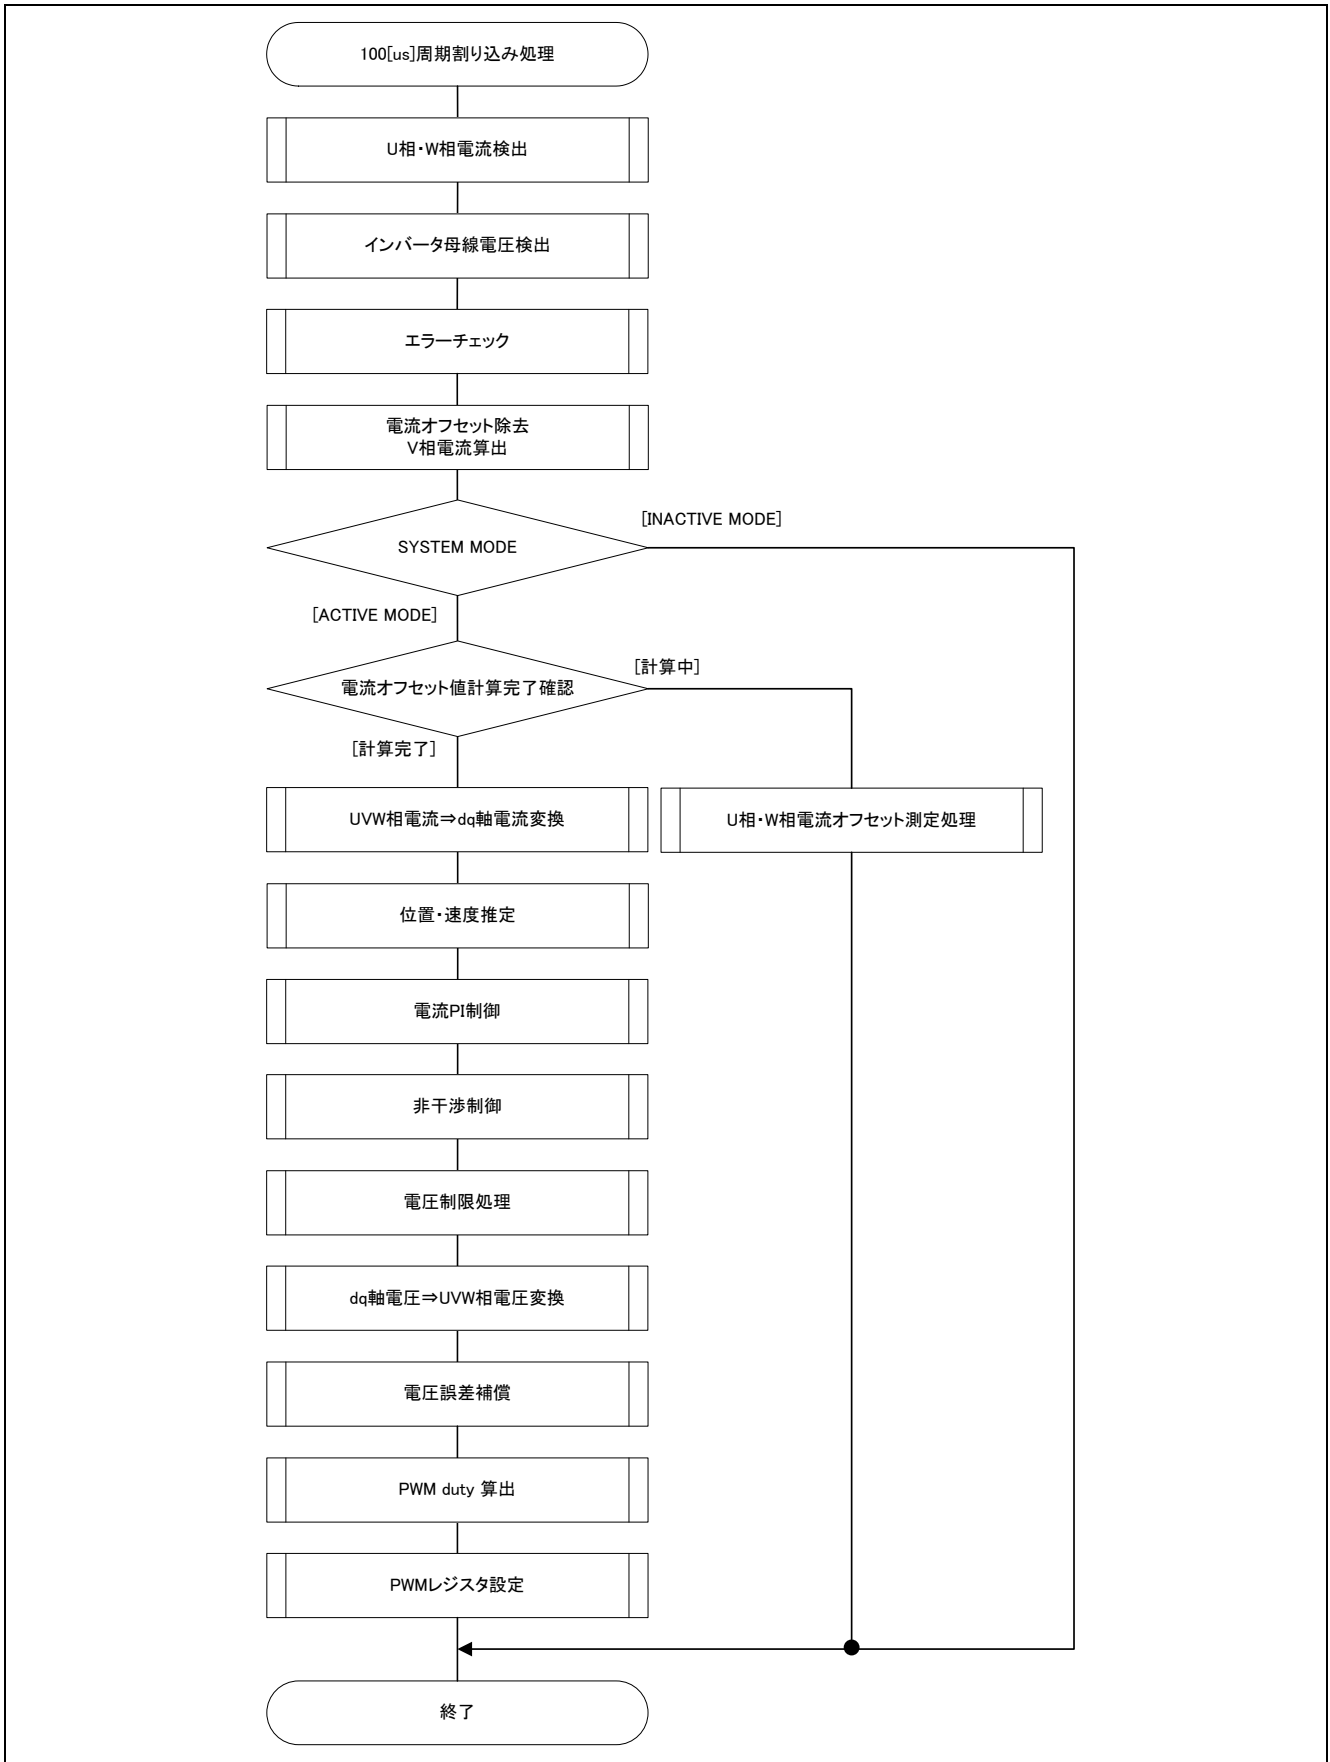 100[us]周期割り込み処理
U相・W相電流検出
インバータ母線電圧検出
エラーチェック
電流オフセット除去
V相電流算出
[INACTIVE MODE]
SYSTEM MODE
[ACTIVE MODE]
[計算中]
電流オフセット値計算完了確認
[計算完了]
UVW相電流⇒dq軸電流変換
U相・W相電流オフセット測定処理
位置・速度推定
電流PI制御
非干渉制御
電圧制限処理
dq軸電圧⇒UVW相電圧変換
電圧誤差補償
PWM duty 算出
PWMレジスタ設定
終了